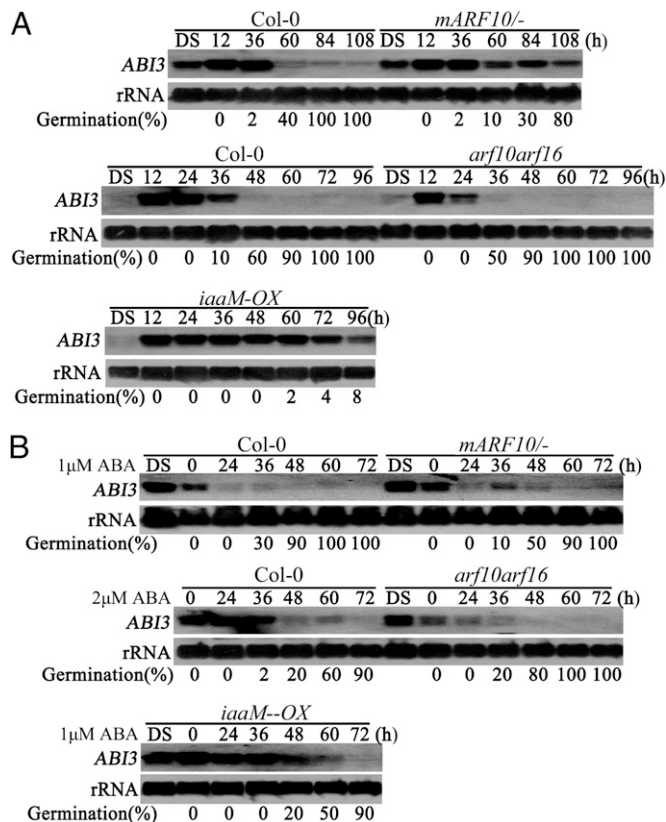 A
Col-0 mARF10/-
DS 12 36 60 84 108 DS 12 36 60 84 108 (h)
ABI3
rRNA
Germination(%) 0 2 40 100 100 0 2 10 30 80
Col-0 arf10arf16
DS 12 24 36 48 60 72 96 DS 12 24 36 48 60 72 96(h)
ABI3
rRNA
Germination(%) 0 0 10 60 90 100 100 0 0 50 90 100 100 100
iaaM-OX
DS 12 24 36 48 60 72 96(h)
ABI3
rRNA
Germination(%) 0 0 0 0 2 4 8
B
Col-0 mARF10/-
1μM ABA DS 0 24 36 48 60 72 DS 0 24 36 48 60 72 (h)
ABI3
rRNA
Germination(%) 0 0 30 90 100 100 0 0 10 50 90 100
Col-0 arf10arf16
2μM ABA 0 24 36 48 60 72 DS 0 24 36 48 60 72 (h)
ABI3
rRNA
Germination(%) 0 0 2 20 60 90 0 0 20 80 100 100
iaaM--OX
1μM ABA DS 0 24 36 48 60 72 (h)
ABI3
rRNA
Germination(%) 0 0 0 20 50 90